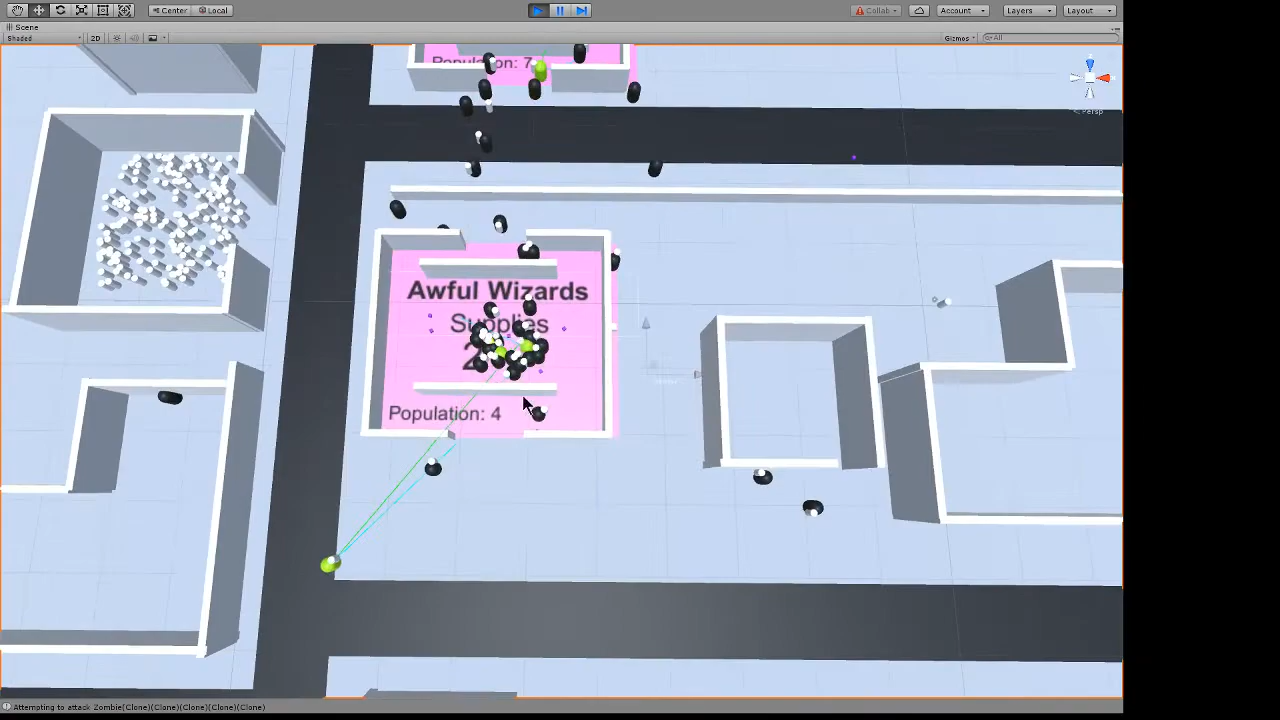 Center Local
Collab Account Layers Layout
Scene
Shaded 2D Gizmos All
Persp
Population: 7
Awful Wizards
Supplies
Population: 4
Attempting to attack Zombie(Clone)(Clone)(Clone)(Clone)(Clone)